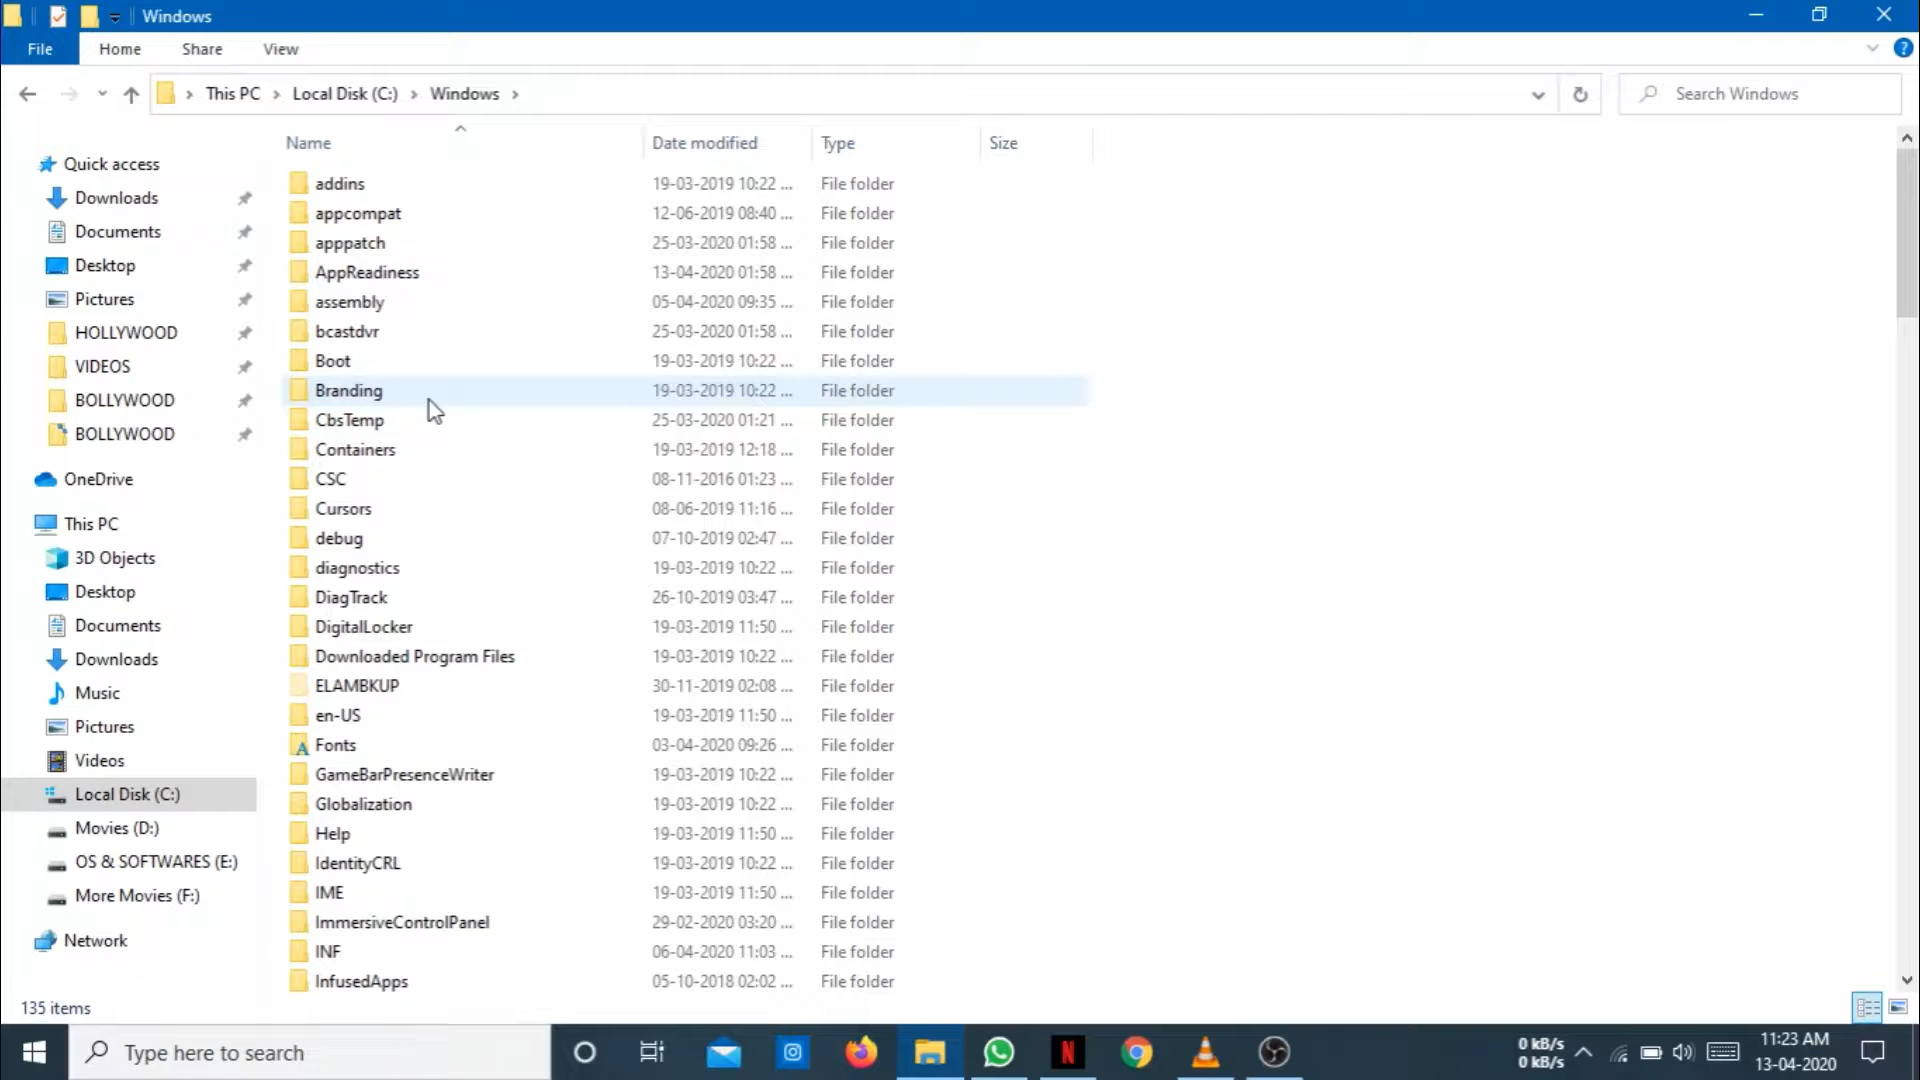 Windows
File Home Share View
This PC Local Disk (C:) Windows
Search Windows
Name Date modified Type Size
Quick access
Downloads
Documents
Desktop
Pictures
HOLLYWOOD
VIDEOS
BOLLYWOOD
BOLLYWOOD
OneDrive
This PC
3D Objects
Desktop
Documents
Downloads
Music
Pictures
Videos
Local Disk (C:)
Movies (D:)
OS & SOFTWARES (E:)
More Movies (F:)
Network
addins 19-03-2019 10:22 ... File folder
appcompat 12-06-2019 08:40 ... File folder
apppatch 25-03-2020 01:58 ... File folder
AppReadiness 13-04-2020 01:58 ... File folder
assembly 05-04-2020 09:35 ... File folder
bcastdvr 25-03-2020 01:58 ... File folder
Boot 19-03-2019 10:22 ... File folder
Branding 19-03-2019 10:22 ... File folder
CbsTemp 25-03-2020 01:21 ... File folder
Containers 19-03-2019 12:18 ... File folder
CSC 08-11-2016 01:23 ... File folder
Cursors 08-06-2019 11:16 ... File folder
debug 07-10-2019 02:47 ... File folder
diagnostics 19-03-2019 10:22 ... File folder
DiagTrack 26-10-2019 03:47 ... File folder
DigitalLocker 19-03-2019 11:50 ... File folder
Downloaded Program Files 19-03-2019 10:22 ... File folder
ELAMBKUP 30-11-2019 02:08 ... File folder
en-US 19-03-2019 11:50 ... File folder
Fonts 03-04-2020 09:26 ... File folder
GameBarPresenceWriter 19-03-2019 10:22 ... File folder
Globalization 19-03-2019 10:22 ... File folder
Help 19-03-2019 11:50 ... File folder
IdentityCRL 19-03-2019 10:22 ... File folder
IME 19-03-2019 11:50 ... File folder
ImmersiveControlPanel 29-02-2020 03:20 ... File folder
INF 06-04-2020 11:03 ... File folder
InfusedApps 05-10-2018 02:02 ... File folder
135 items
Type here to search
0 kB/s
0 kB/s
11:23 AM
13-04-2020